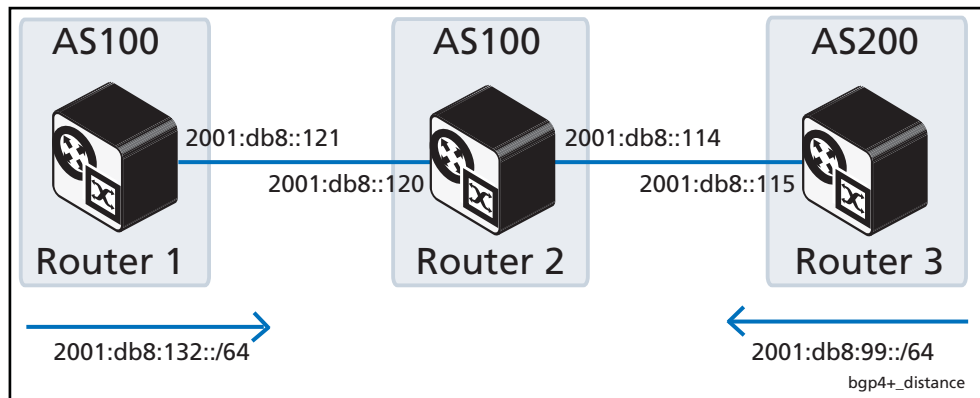 AS100
AS100
AS200
2001:db8::121
2001:db8::114
2001:db8::120
2001:db8::115
Router 1
Router 2
Router 3
2001:db8:132::/64
2001:db8:99::/64
bgp4+_distance